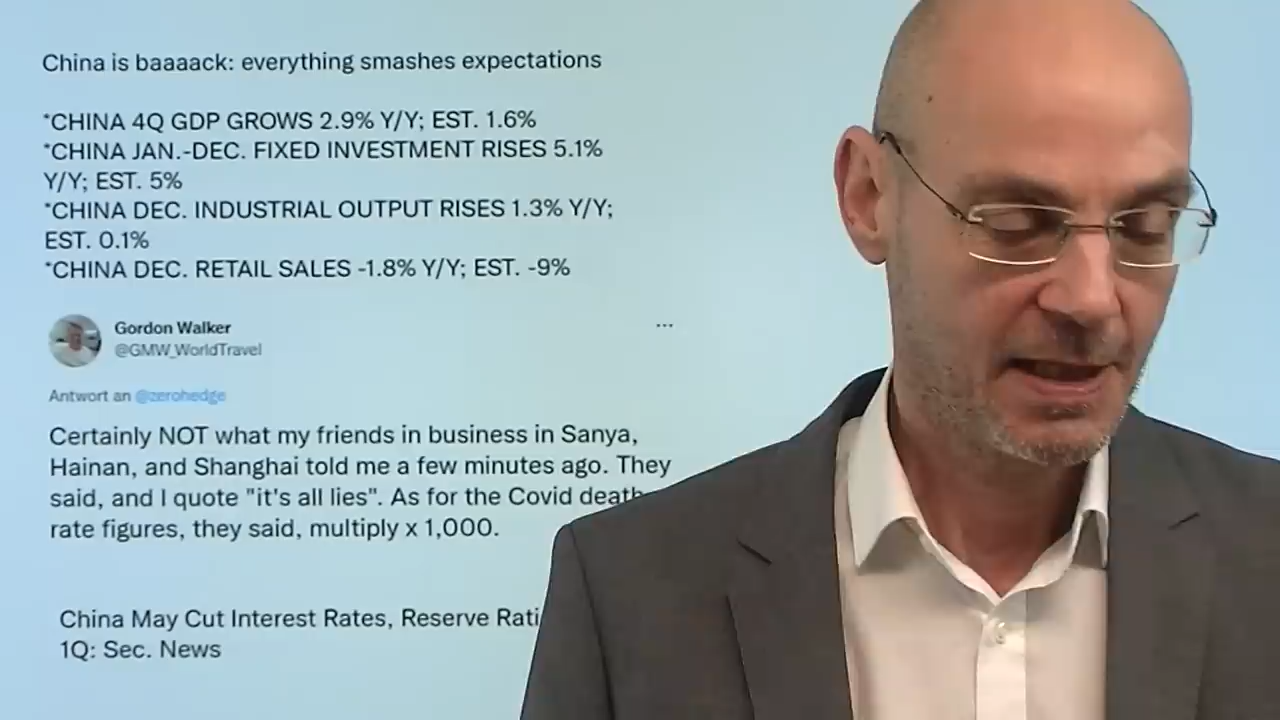 China is baaaack: everything smashes expectations
*CHINA 4Q GDP GROWS 2.9% Y/Y; EST. 1.6%
*CHINA JAN.-DEC. FIXED INVESTMENT RISES 5.1%
Y/Y; EST. 5%
*CHINA DEC. INDUSTRIAL OUTPUT RISES 1.3% Y/Y;
EST. 0.1%
*CHINA DEC. RETAIL SALES -1.8% Y/Y; EST. -9%
Gordon Walker
@GMW_WorldTravel
...
Antwort an @zerohedge
Certainly NOT what my friends in business in Sanya,
Hainan, and Shanghai told me a few minutes ago. They
said, and I quote "it's all lies". As for the Covid death
rate figures, they said, multiply x 1,000.
China May Cut Interest Rates, Reserve
1Q: Sec. News